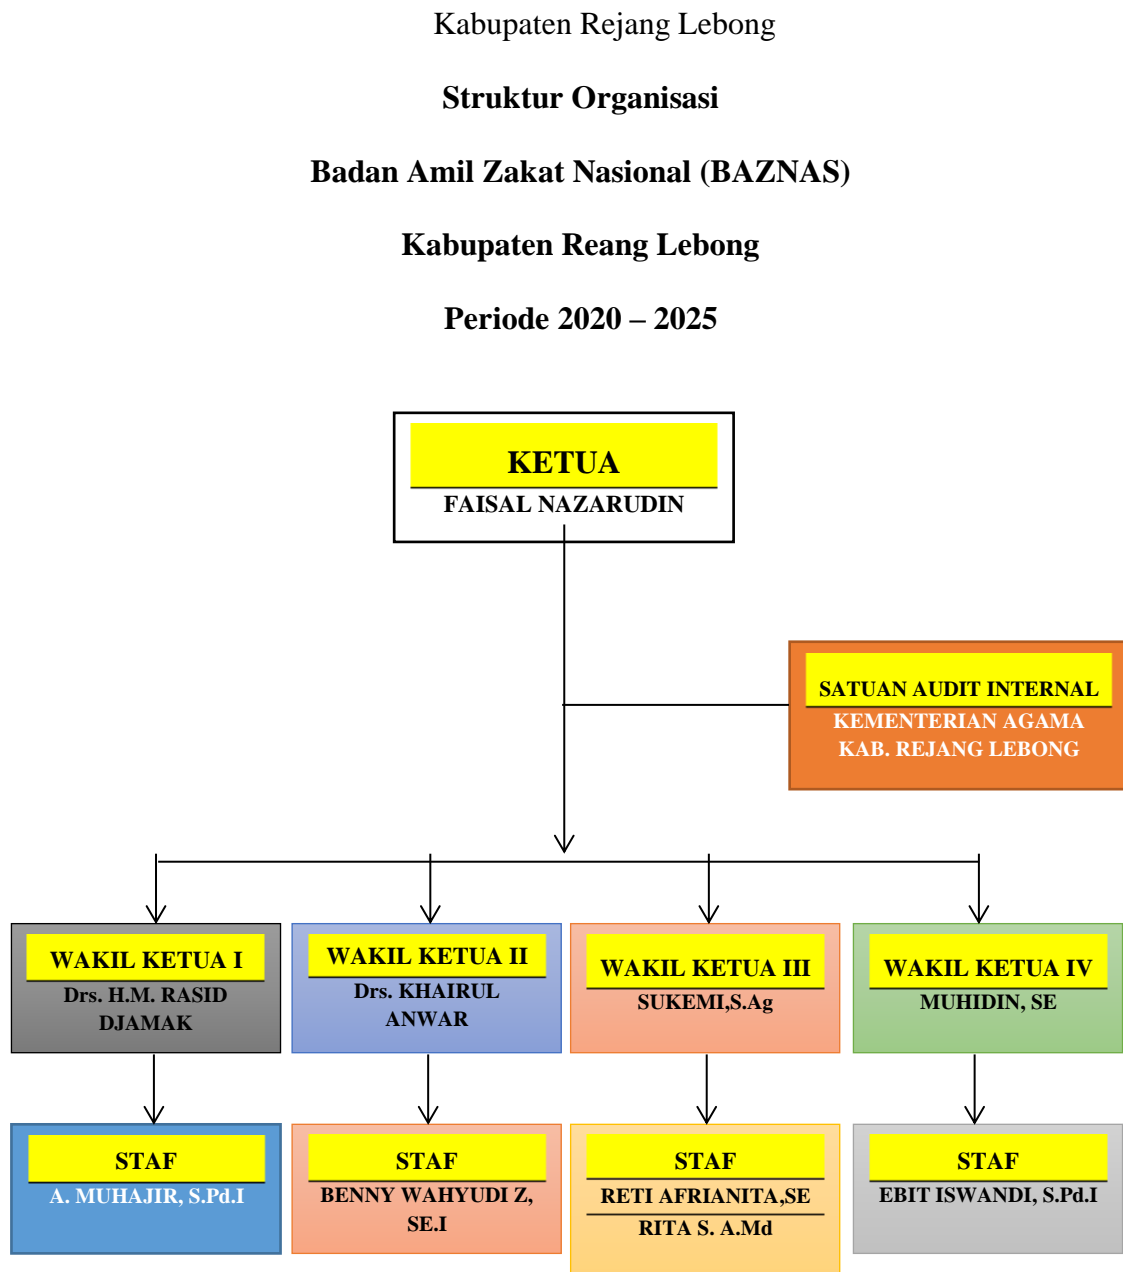 Kabupaten Rejang Lebong
Struktur Organisasi
Badan Amil Zakat Nasional (BAZNAS)
Kabupaten Reang Lebong
Periode 2020 – 2025
KETUA
FAISAL NAZARUDIN
SATUAN AUDIT INTERNAL
KEMENTERIAN AGAMA
KAB. REJANG LEBONG
WAKIL KETUA I
Drs. H.M. RASID
DJAMAK
WAKIL KETUA II
Drs. KHAIRUL
ANWAR
WAKIL KETUA III
SUKEMI,S.Ag
WAKIL KETUA IV
MUHIDIN, SE
STAF
A. MUHAJIR, S.Pd.I
STAF
BENNY WAHYUDI Z,
SE.I
STAF
RETI AFRIANITA,SE
RITA S. A.Md
STAF
EBIT ISWANDI, S.Pd.I